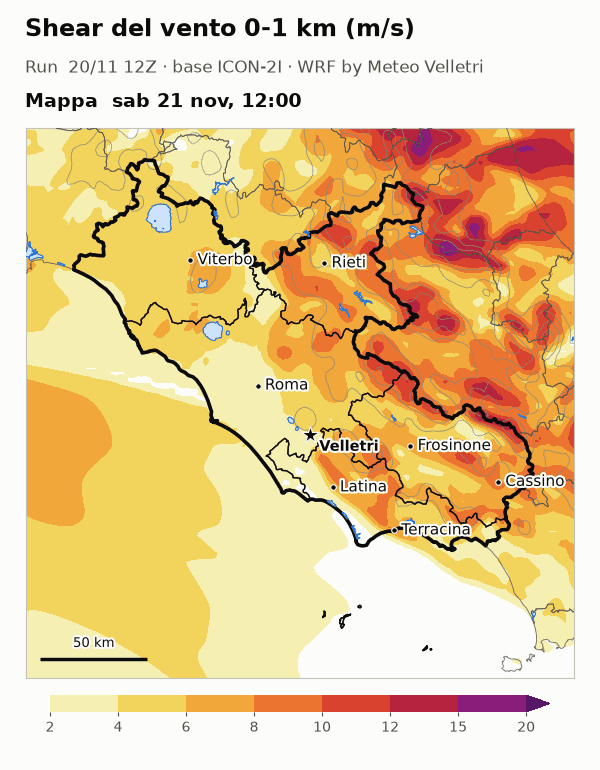 Shear del vento 0-1 km (m/s)
Run  20/11 12Z · base ICON-2I · WRF by Meteo Velletri
Mappa  sab 21 nov, 12:00
Viterbo
Rieti
Roma
Velletri
Frosinone
Latina
Cassino
Terracina
50 km
2 4 6 8 10 12 15 20